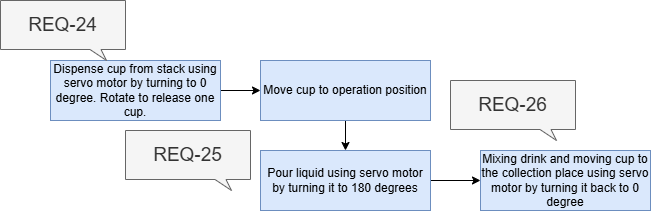 REQ-24
Dispense cup from stack using
servo motor by turning to 0
degree. Rotate to release one
cup.
Move cup to operation position
REQ-26
REQ-25
Pour liquid using servo motor
by turning it to 180 degrees
Mixing drink and moving cup to
the collection place using servo
motor by turning it back to 0
degree